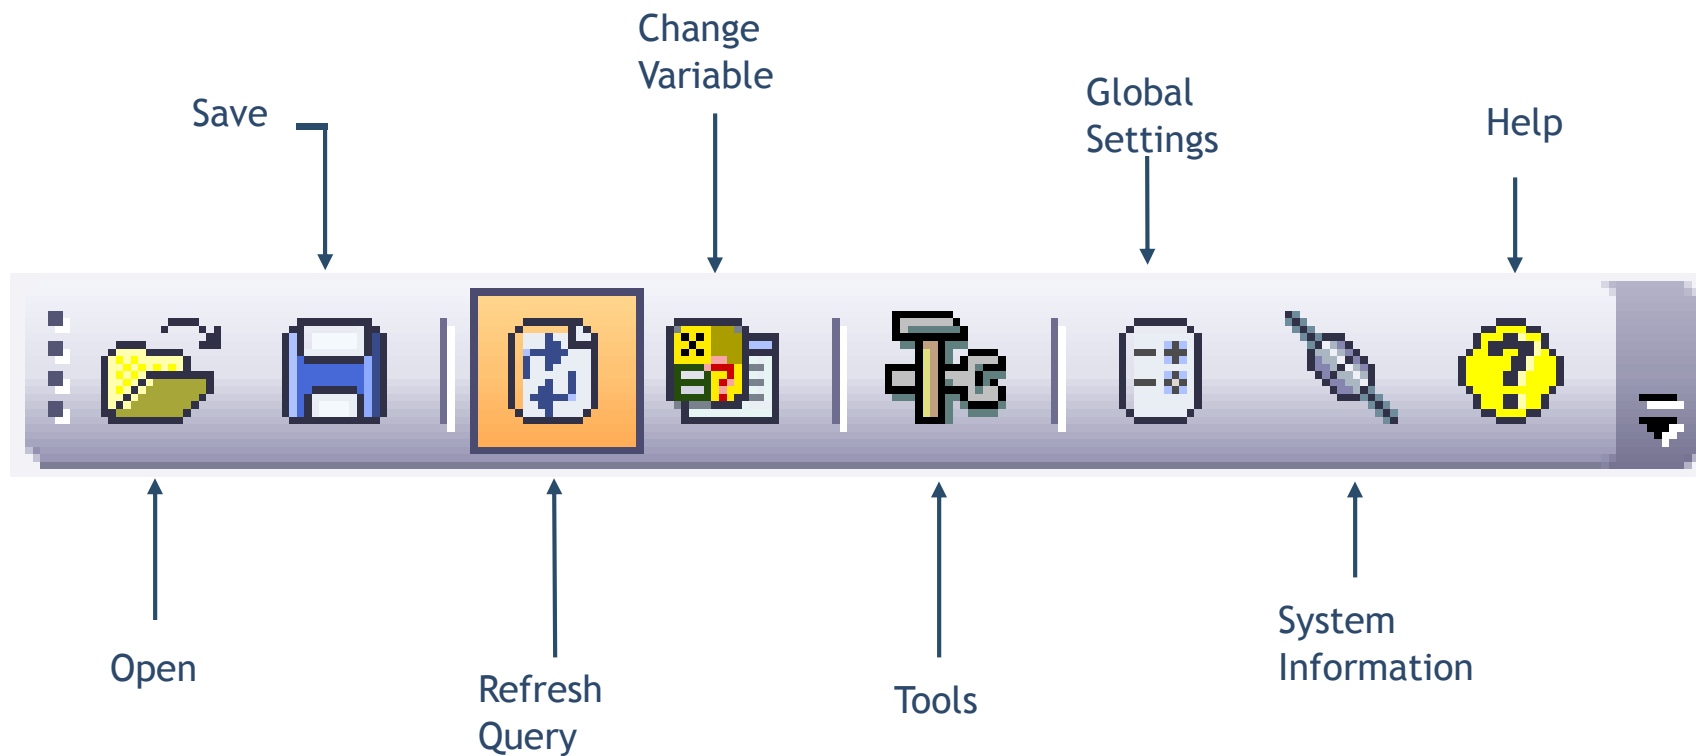 Change
Variable
Save
Global
Settings
Help
?
Open
Refresh
Query
Tools
System
Information